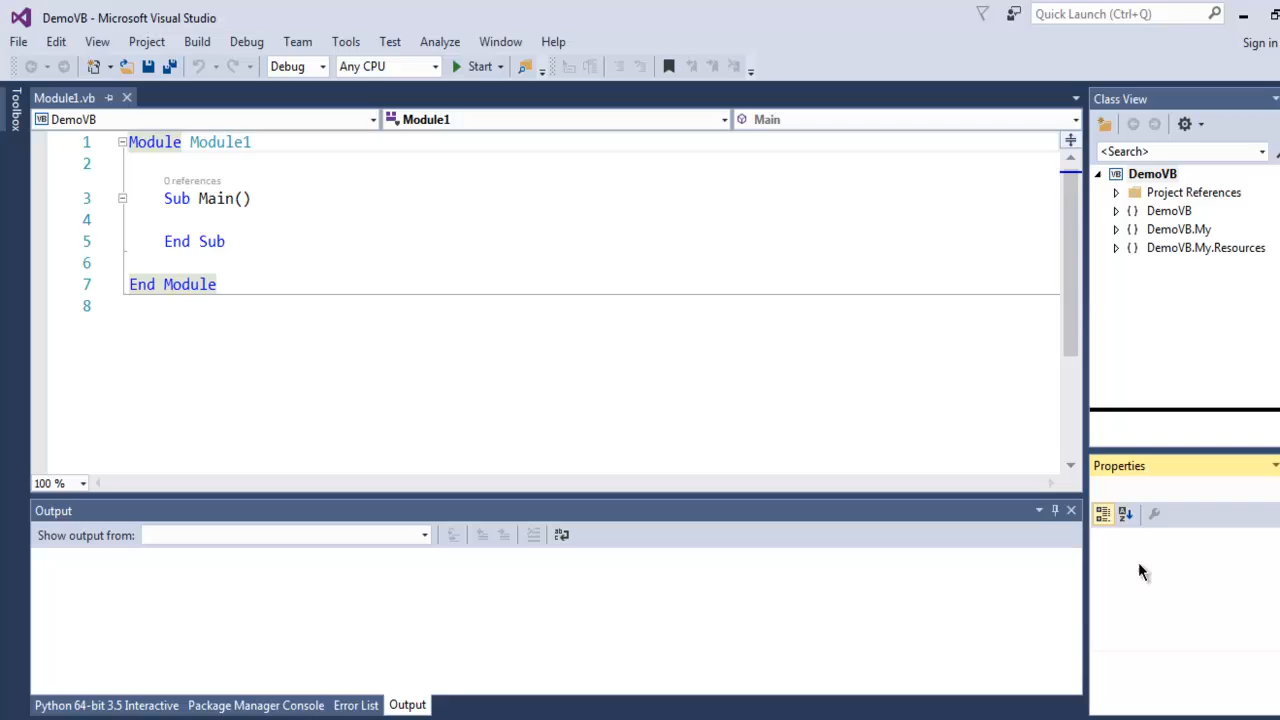 DemoVB - Microsoft Visual Studio
Quick Launch (Ctrl+Q)
File Edit View Project Build Debug Team Tools Test Analyze Window Help
Sign in
Debug Any CPU Start
Toolbox
Module1.vb
DemoVB Module1 Main
1 Module Module1
2
0 references
3 Sub Main()
4
5 End Sub
6
7 End Module
8
100 %
Class View
<Search>
DemoVB
Project References
{ } DemoVB
{ } DemoVB.My
{ } DemoVB.My.Resources
Properties
Output
Show output from:
Python 64-bit 3.5 Interactive Package Manager Console Error List Output